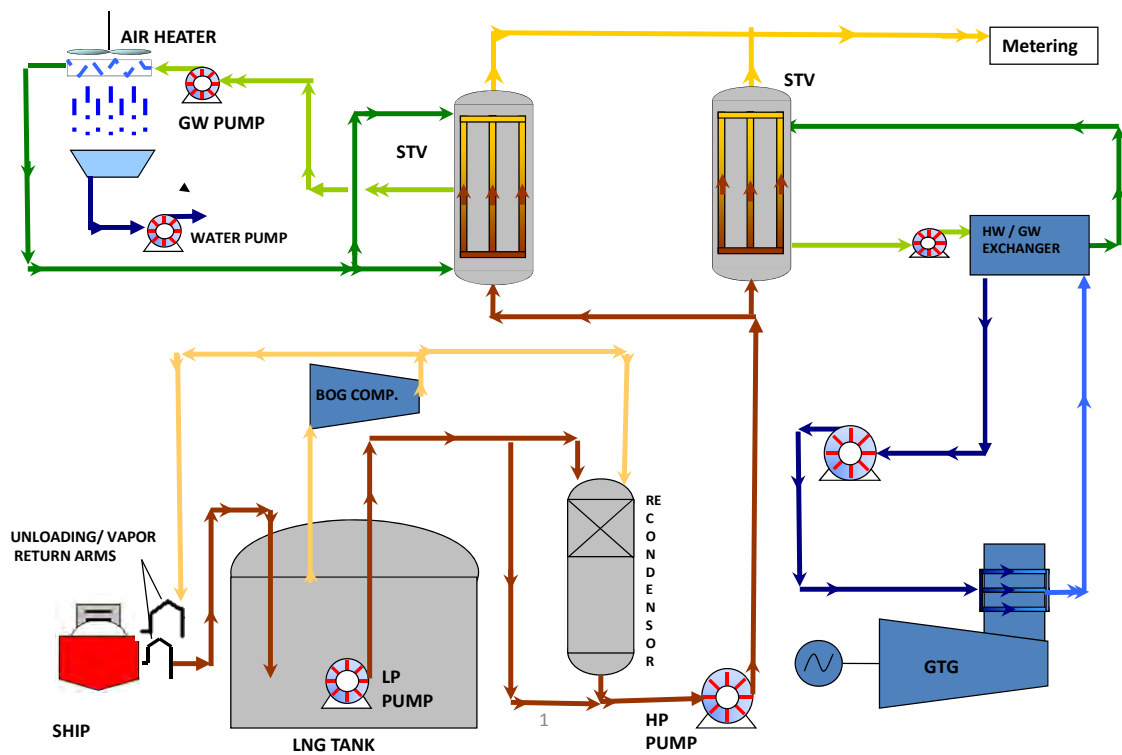 AIR HEATER
Metering
STV
GW PUMP
STV
WATER PUMP
HW / GW
EXCHANGER
BOG COMP.
RE
C
O
N
D
E
N
S
O
R
UNLOADING/ VAPOR
RETURN ARMS
LP
PUMP
GTG
SHIP
LNG TANK
1
HP
PUMP